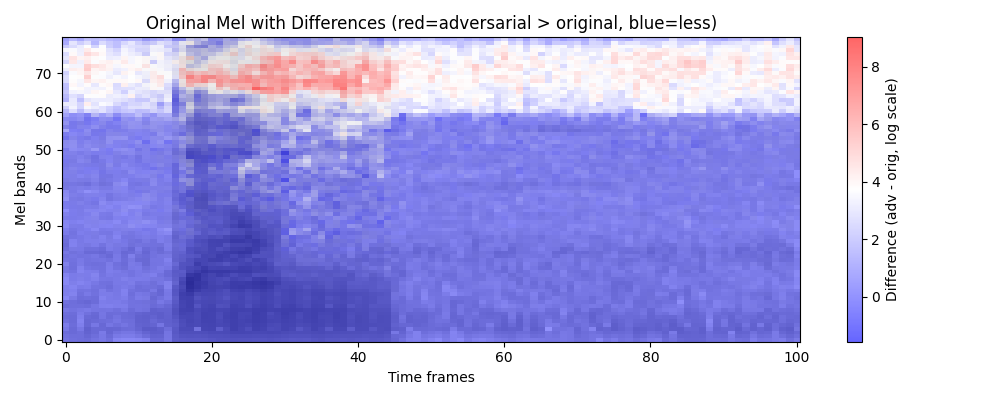 Original Mel with Differences (red=adversarial > original, blue=less)
Mel bands
70
60
50
40
30
20
10
0
0 20 40 60 80 100
Time frames
8
6
4
2
0
Difference (adv - orig, log scale)